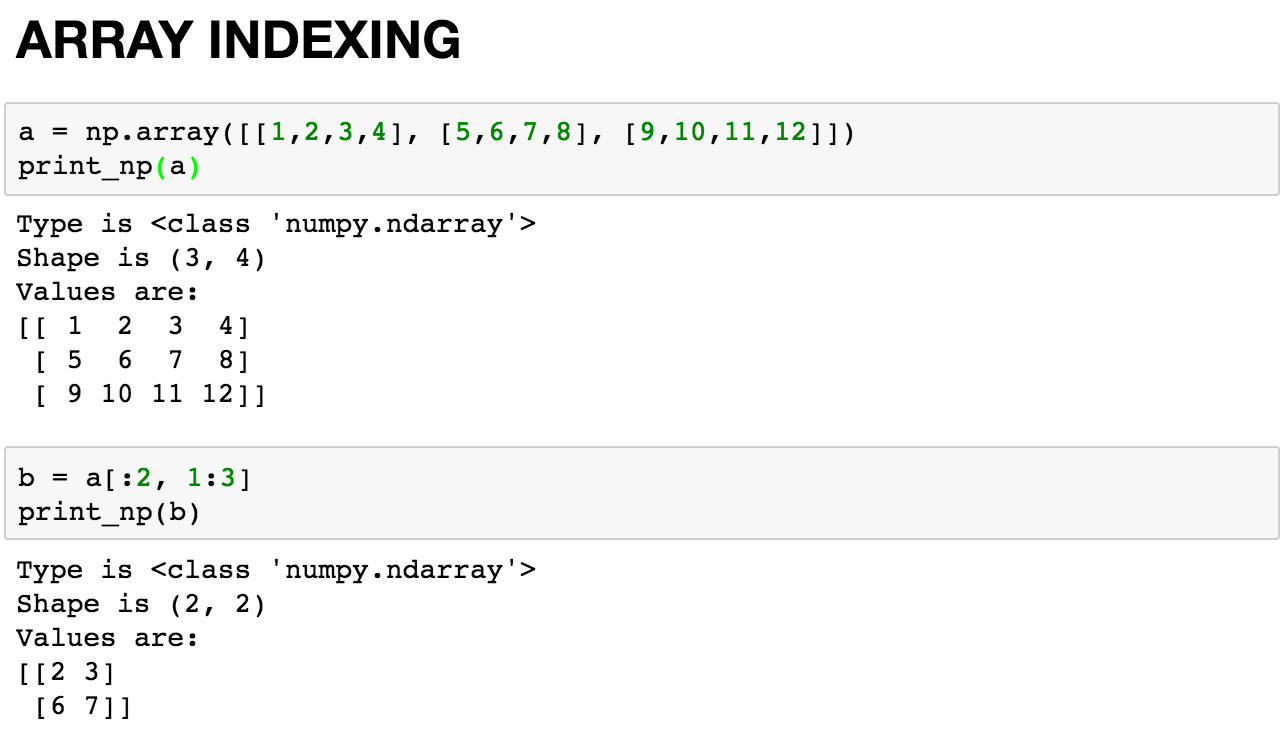 ARRAY INDEXING
a = np.array([[1,2,3,4], [5,6,7,8], [9,10,11,12]])
print_np(a)
Type is <class 'numpy.ndarray'>
Shape is (3, 4)
Values are:
[[ 1  2  3  4]
 [ 5  6  7  8]
 [ 9 10 11 12]]
b = a[:2, 1:3]
print_np(b)
Type is <class 'numpy.ndarray'>
Shape is (2, 2)
Values are:
[[2 3]
 [6 7]]